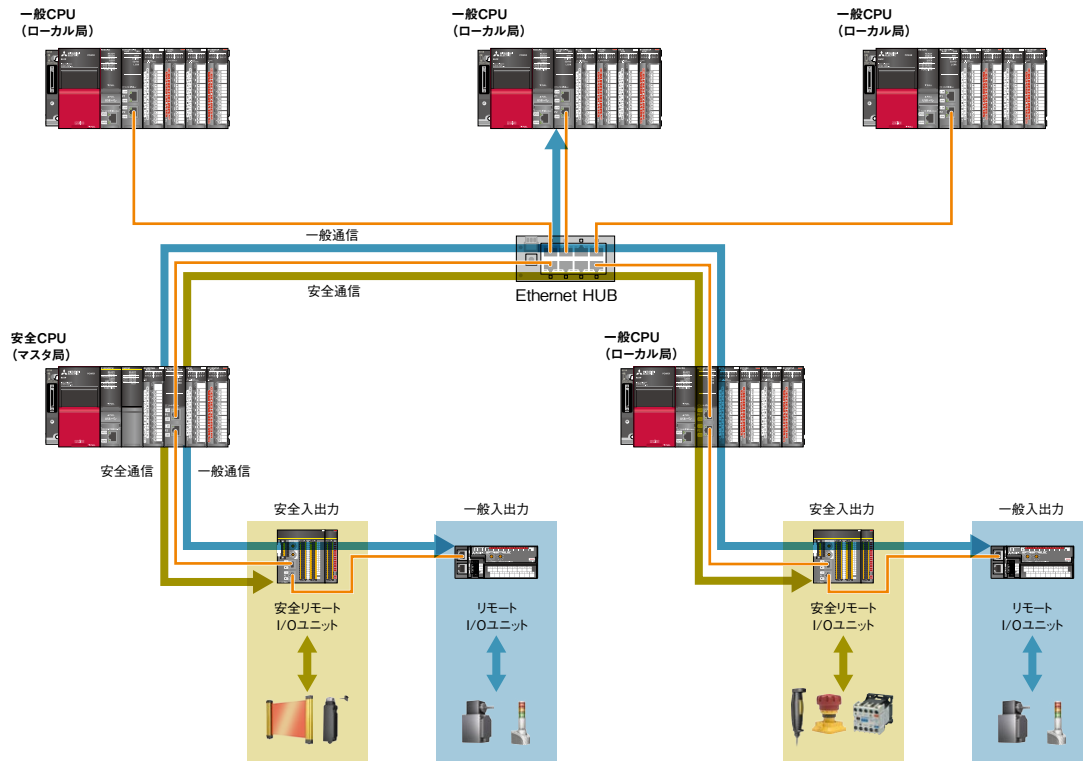 一般CPU
(ローカル局)
一般CPU
(ローカル局)
一般CPU
(ローカル局)
一般通信
安全通信
Ethernet HUB
安全CPU
(マスタ局)
一般CPU
(ローカル局)
安全通信
一般通信
安全入出力
一般入出力
安全リモート
I/Oユニット
リモート
I/Oユニット
安全入出力
一般入出力
安全リモート
I/Oユニット
リモート
I/Oユニット